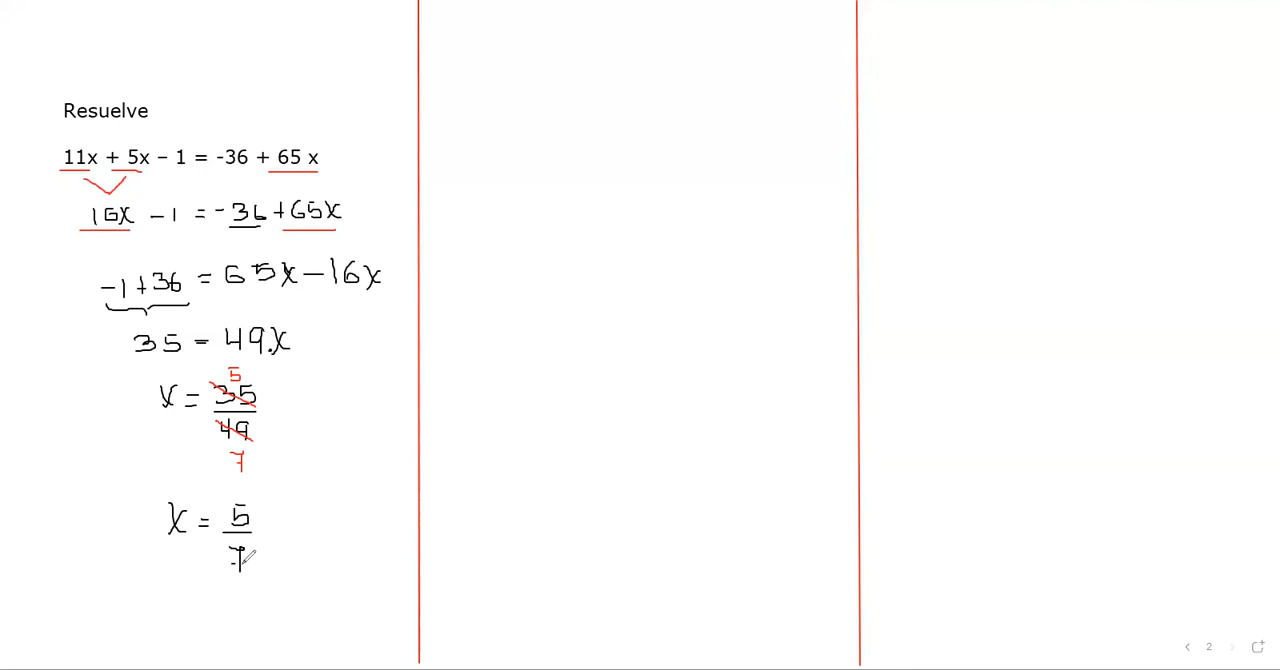 Resuelve
11x + 5x – 1 = -36 + 65 x
16x - 1 = -36 + 65x
-1 + 36 = 65x - 16x
35 = 49.x
5
x = 35/49
7
x = 5/7
2